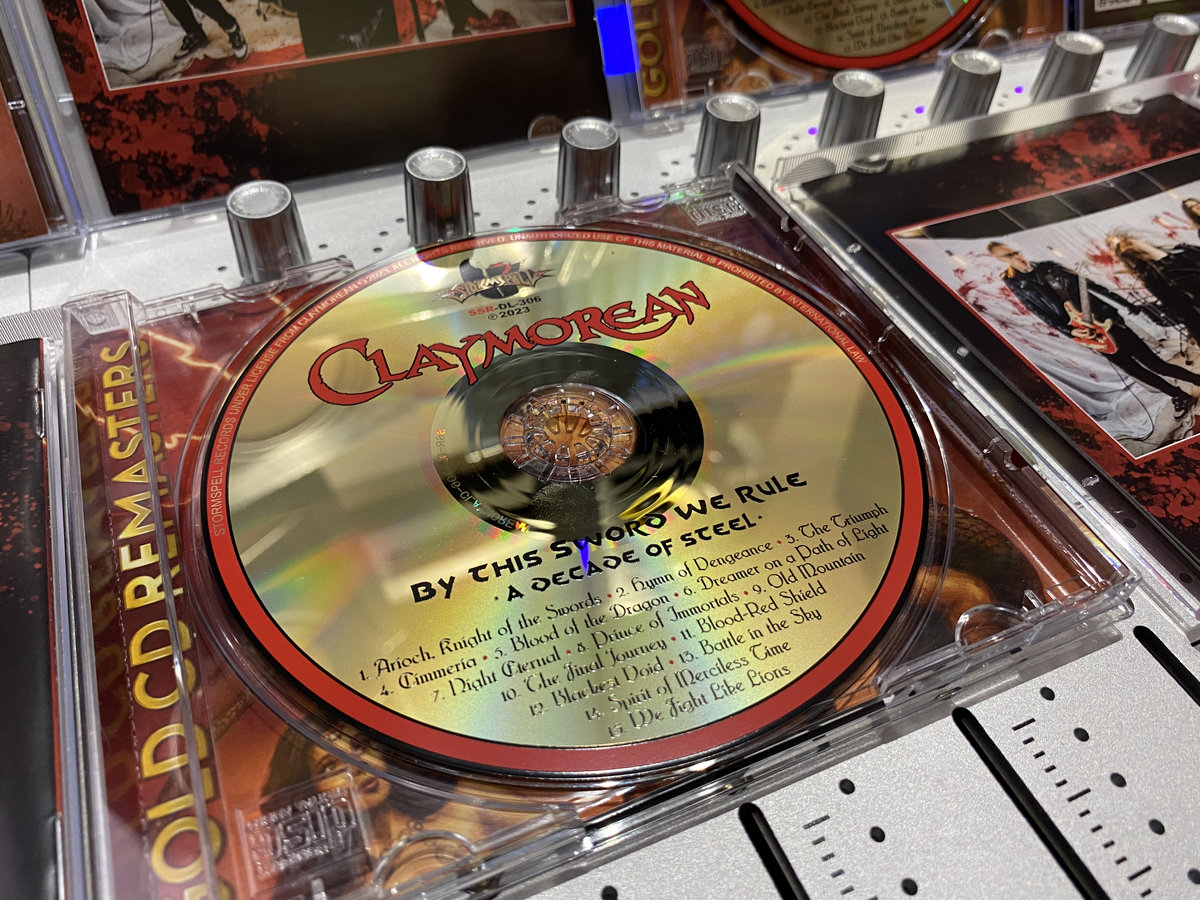 GOLD
GOLD CD REMASTERS
STORMSPELL RECORDS UNDER LICENSE FROM CLAYMOREAN • ©2023 ALL RIGHTS RESERVED. UNAUTHORIZED USE OF THIS MATERIAL IS PROHIBITED BY INTERNATIONAL LAW.
STORMSPELL
SSR-DL-306
℗2023
CLAYMOREAN
BY THIS SWORD WE RULE
• A DECADE OF STEEL •
1. Arioch, Knight of the Swords • 2. Hymn of Dengeance • 3. The Triumph
4. Cimmeria • 5. Blood of the Dragon • 6. Dreamer on a Path of Light
7. Night Eternal • 8. Prince of Immortals • 9. Old Mountain
10. The Final Journey • 11. Blood-Red Shield
12. Blackest Void • 13. Battle in the Sky
14. Spirit of Merciless Time
15. We Fight Like Lions